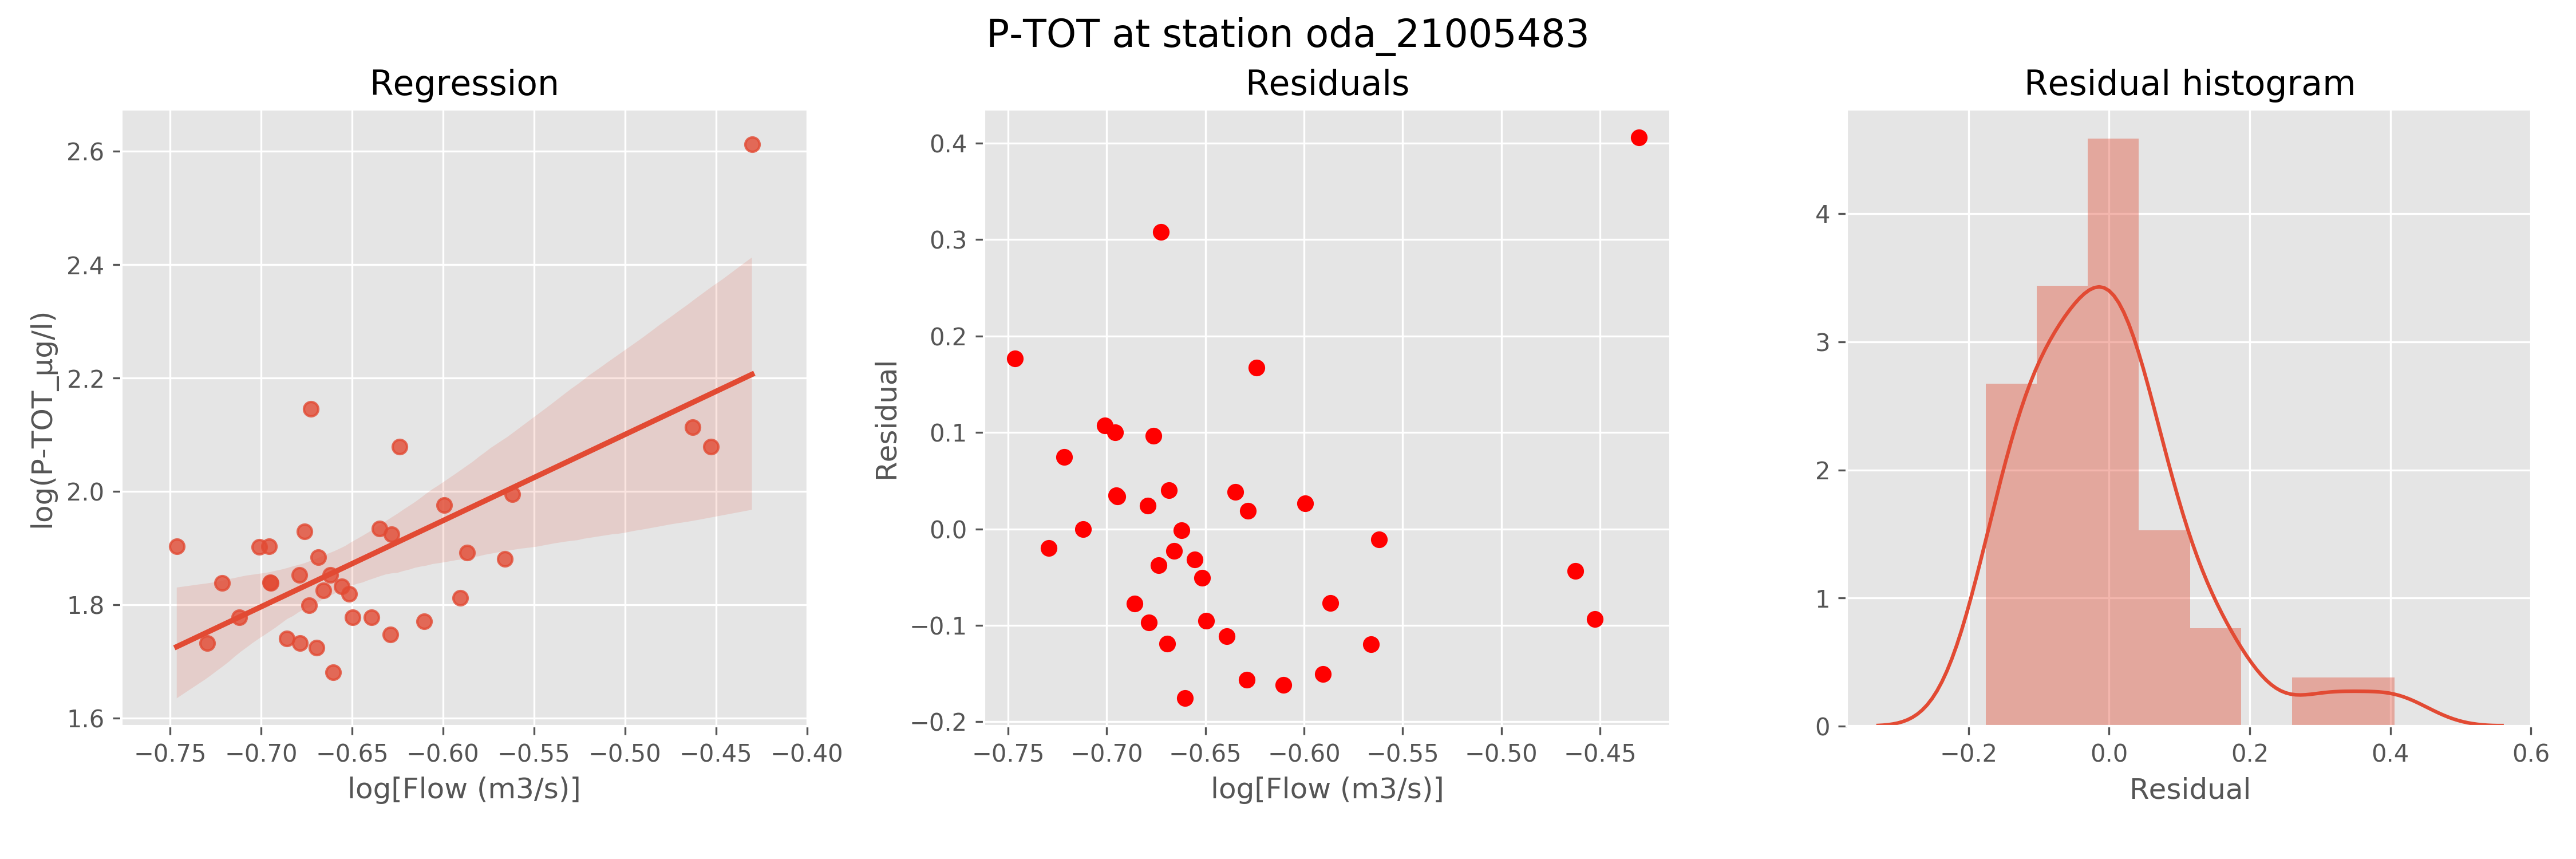 P-TOT at station oda_21005483
Regression
2.6
2.4
2.2
2.0
1.8
1.6
log(P-TOT_µg/l)
−0.75 −0.70 −0.65 −0.60 −0.55 −0.50 −0.45 −0.40
log[Flow (m3/s)]
Residuals
0.4
0.3
0.2
0.1
0.0
−0.1
−0.2
Residual
−0.75 −0.70 −0.65 −0.60 −0.55 −0.50 −0.45
log[Flow (m3/s)]
Residual histogram
4
3
2
1
0
−0.2 0.0 0.2 0.4 0.6
Residual